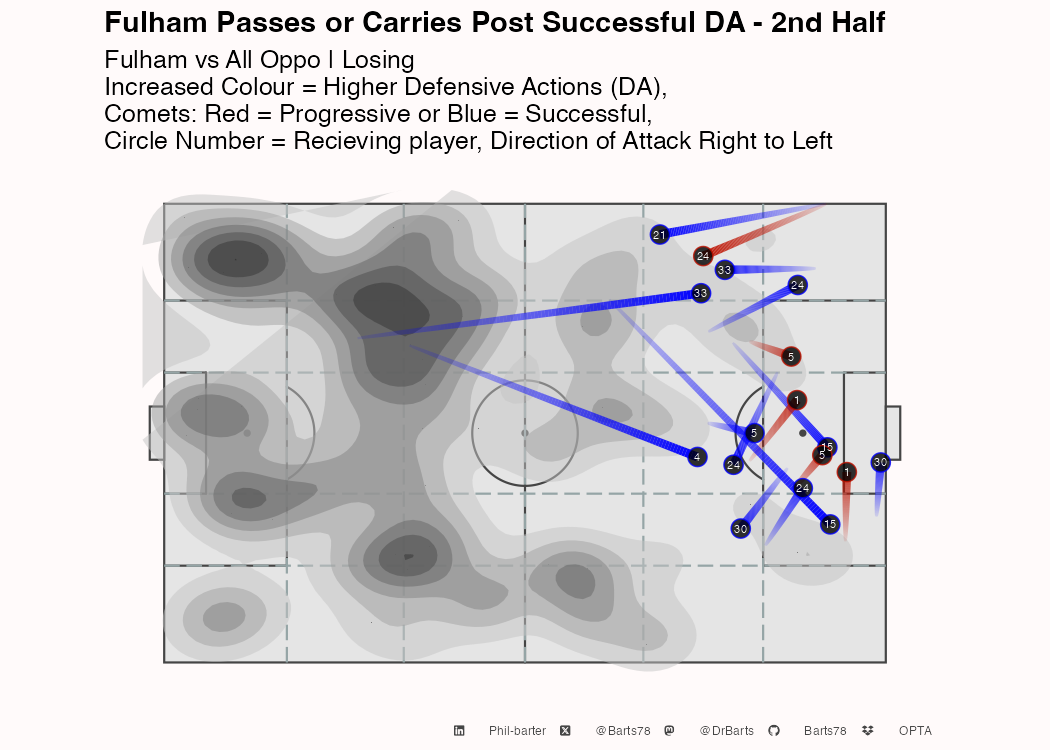 Fulham Passes or Carries Post Successful DA - 2nd Half
Fulham vs All Oppo | Losing
Increased Colour = Higher Defensive Actions (DA),
Comets: Red = Progressive or Blue = Successful,
Circle Number = Recieving player, Direction of Attack Right to Left
21
24
33
24
33
5
1
5
15
5
4
24
30
1
24
30
15
Phil-barter @Barts78 @DrBarts Barts78 OPTA